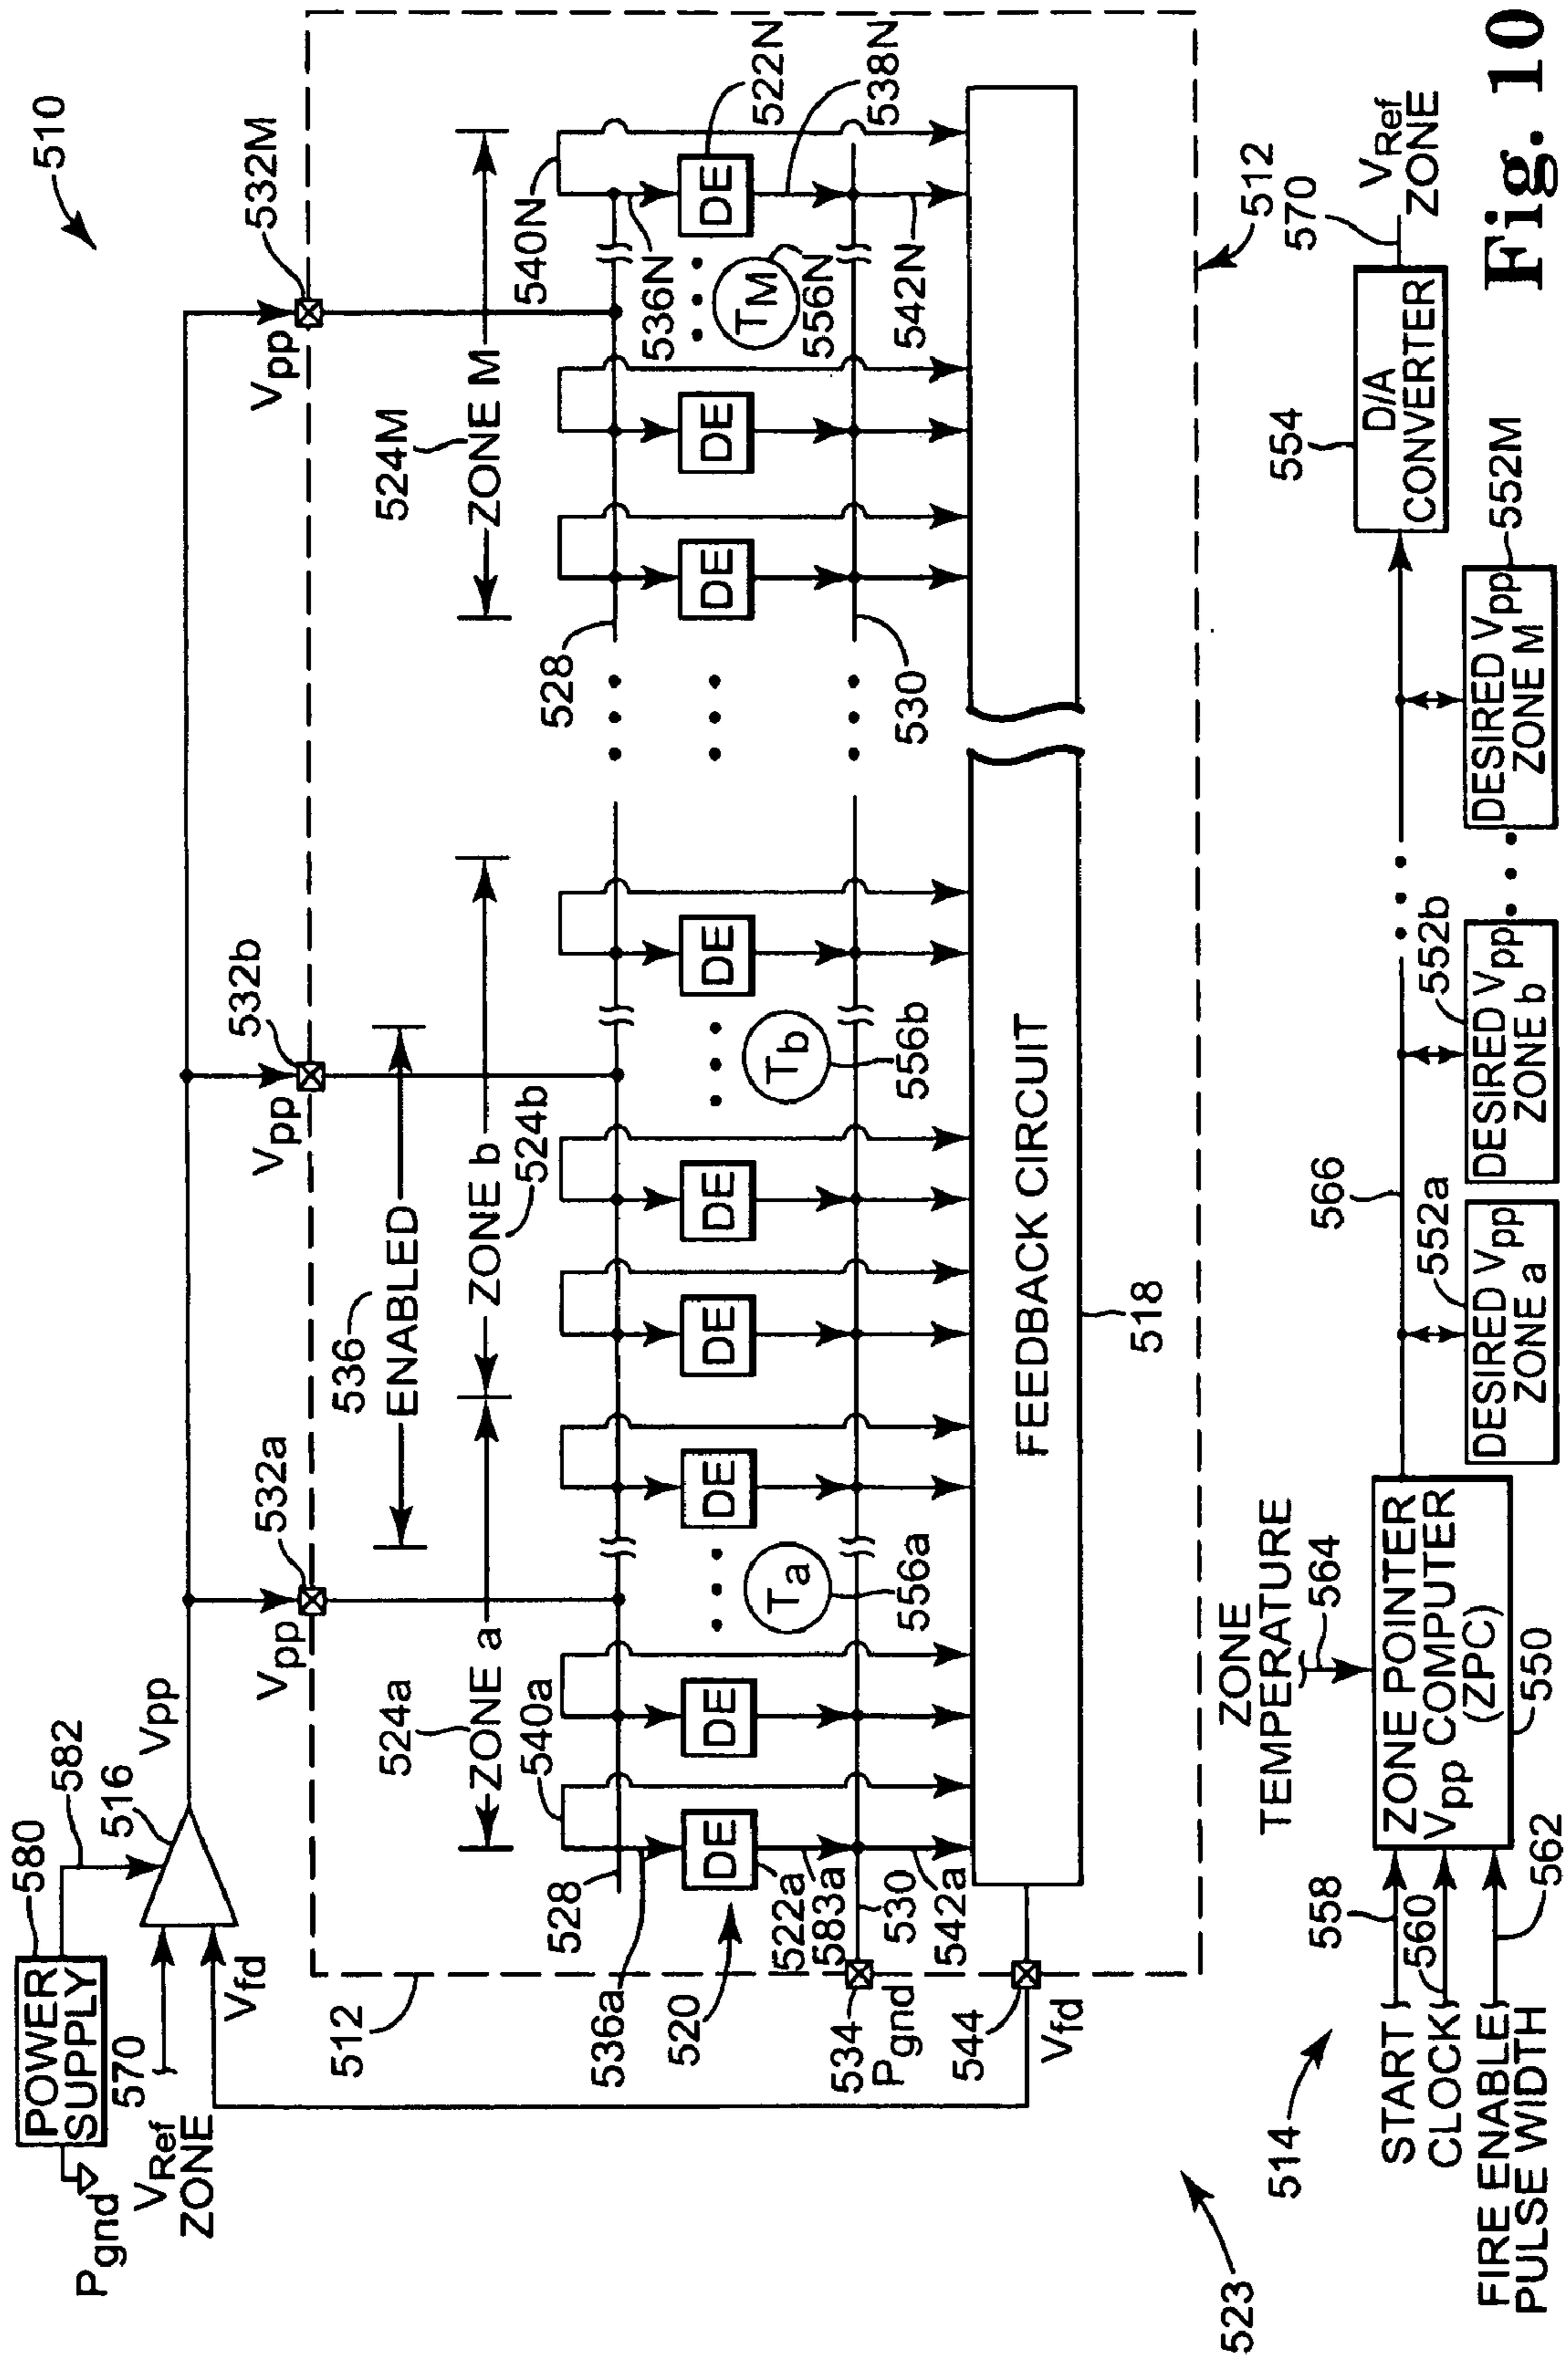 510
POWER
SUPPLY
580
582
516
Pgnd
VRef
ZONE
570
Vfd
Vpp
Vpp
532a
Vpp
532b
Vpp
532M
512
536
ENABLED
524a
ZONE a
ZONE b
524b
524M
ZONE M
540a
540N
528
528
536a
536N
520
DE
DE
DE
DE
DE
DE
DE
DE
DE
522a
522N
583a
538N
Ta
556a
Tb
556b
TM
556N
534
Pgnd
530
530
542a
542N
544
Vfd
FEEDBACK CIRCUIT
518
512
523
514
START
558
CLOCK
560
FIRE ENABLE
PULSE WIDTH
562
ZONE
TEMPERATURE
564
ZONE POINTER
Vpp COMPUTER
(ZPC)
550
566
552a
DESIRED Vpp
ZONE a
552b
DESIRED Vpp
ZONE b
552M
DESIRED Vpp
ZONE M
554
D/A
CONVERTER
570
VRef
ZONE
Fig. 10